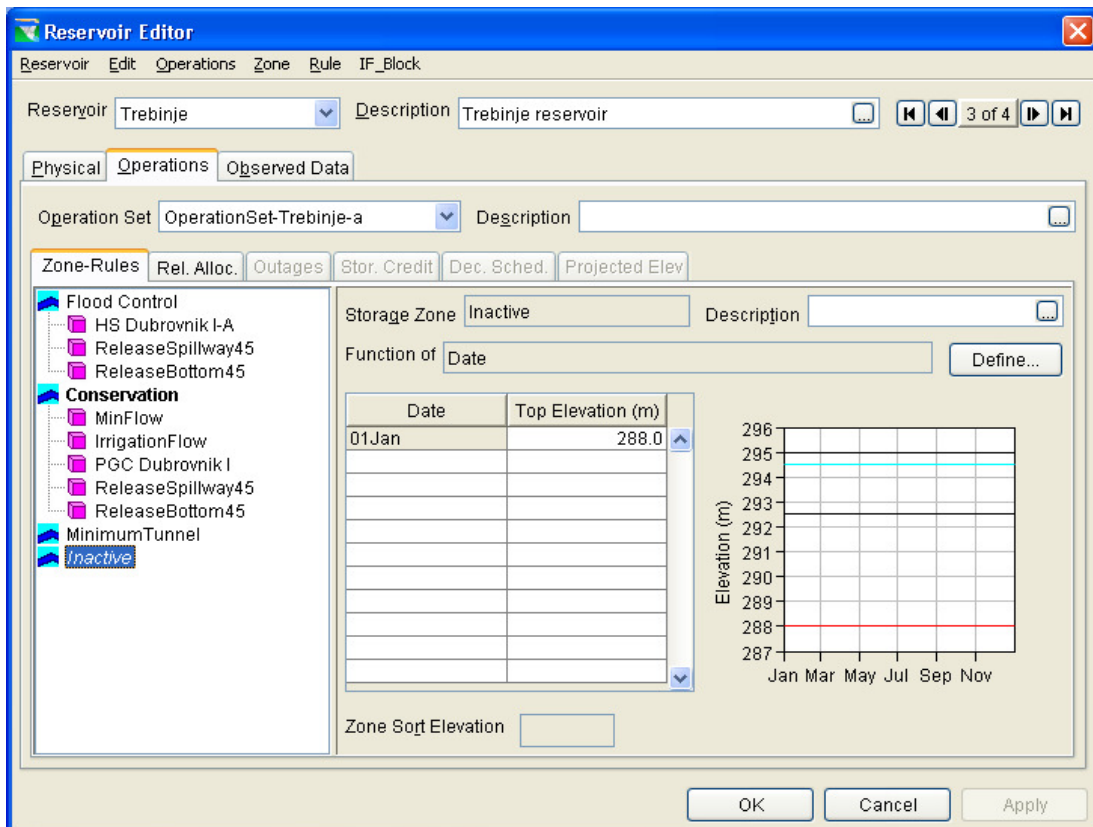 Reservoir Editor
Reservoir Edit Operations Zone Rule IF_Block
Reservoir Trebinje Description Trebinje reservoir ... 3 of 4
Physical Operations Observed Data
Operation Set OperationSet-Trebinje-a Description ...
Zone-Rules Rel. Alloc. Outages Stor. Credit Dec. Sched. Projected Elev
Flood Control
HS Dubrovnik I-A
ReleaseSpillway45
ReleaseBottom45
Conservation
MinFlow
IrrigationFlow
PGC Dubrovnik I
ReleaseSpillway45
ReleaseBottom45
MinimumTunnel
Inactive
Storage Zone Inactive Description ...
Function of Date Define...
Date Top Elevation (m)
01Jan 288.0
Elevation (m)
296
295
294
293
292
291
290
289
288
287
Jan Mar May Jul Sep Nov
Zone Sort Elevation
OK Cancel Apply